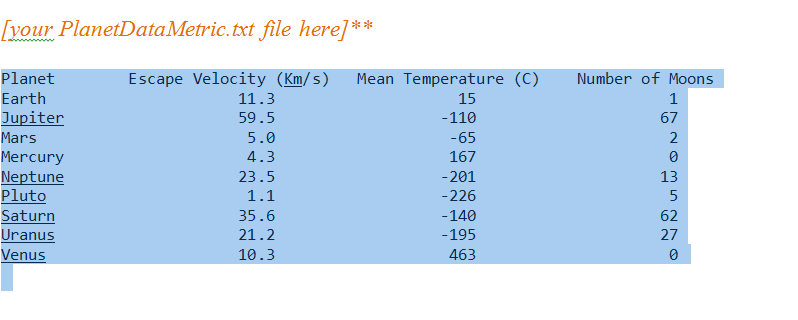 [your PlanetDataMetric.txt file here]**
Planet Escape Velocity (Km/s) Mean Temperature (C) Number of Moons
Earth 11.3 15 1
Jupiter 59.5 -110 67
Mars 5.0 -65 2
Mercury 4.3 167 0
Neptune 23.5 -201 13
Pluto 1.1 -226 5
Saturn 35.6 -140 62
Uranus 21.2 -195 27
Venus 10.3 463 0